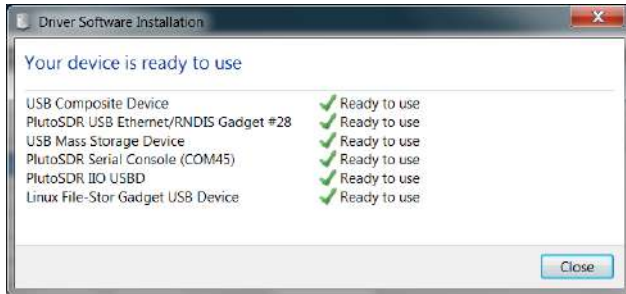 Driver Software Installation
Your device is ready to use
USB Composite Device Ready to use
PlutoSDR USB Ethernet/RNDIS Gadget #28 Ready to use
USB Mass Storage Device Ready to use
PlutoSDR Serial Console (COM45) Ready to use
PlutoSDR IIO USBD Ready to use
Linux File-Stor Gadget USB Device Ready to use
Close